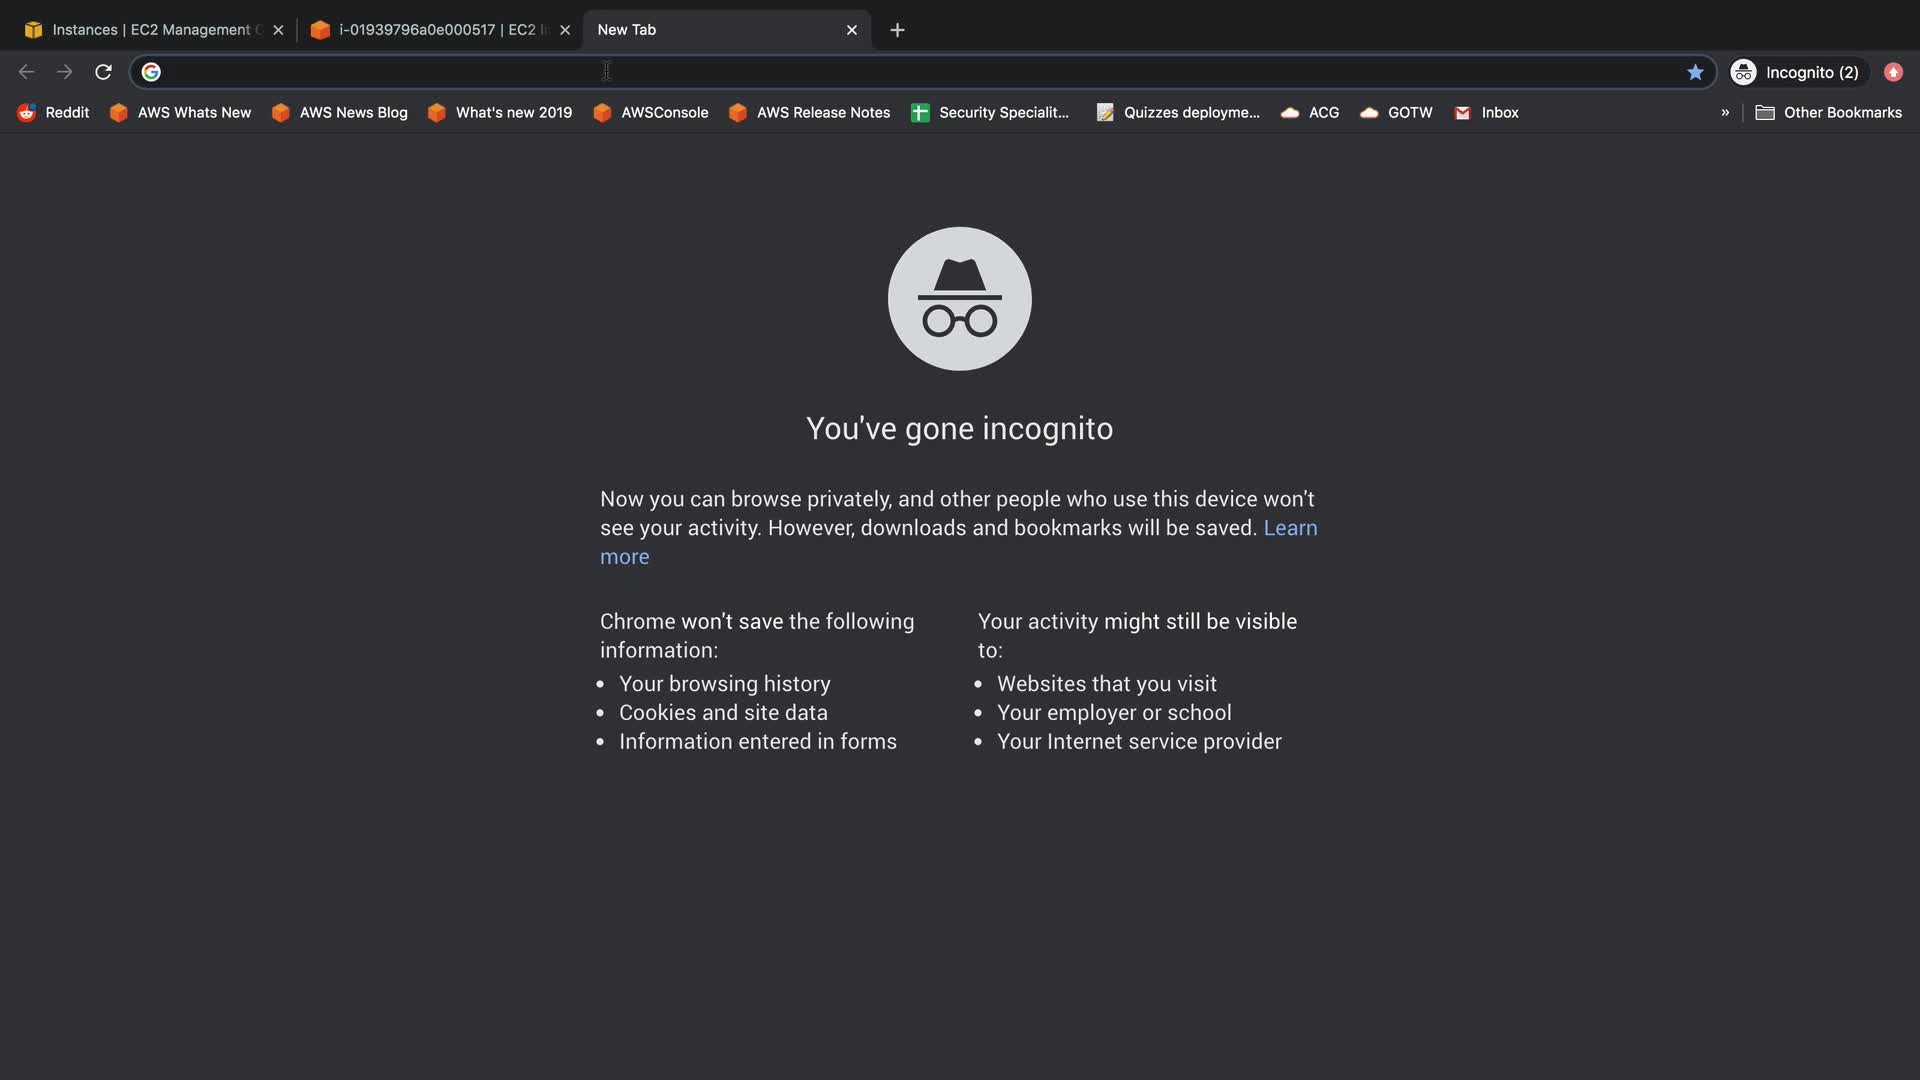 Instances | EC2 Management
i-01939796a0e000517 | EC2
New Tab
Incognito (2)
Reddit
AWS Whats New
AWS News Blog
What's new 2019
AWSConsole
AWS Release Notes
Security Specialit...
Quizzes deployme...
ACG
GOTW
Inbox
»
Other Bookmarks
You've gone incognito
Now you can browse privately, and other people who use this device won't
see your activity. However, downloads and bookmarks will be saved. Learn
more
Chrome won't save the following
information:
• Your browsing history
• Cookies and site data
• Information entered in forms
Your activity might still be visible
to:
• Websites that you visit
• Your employer or school
• Your Internet service provider